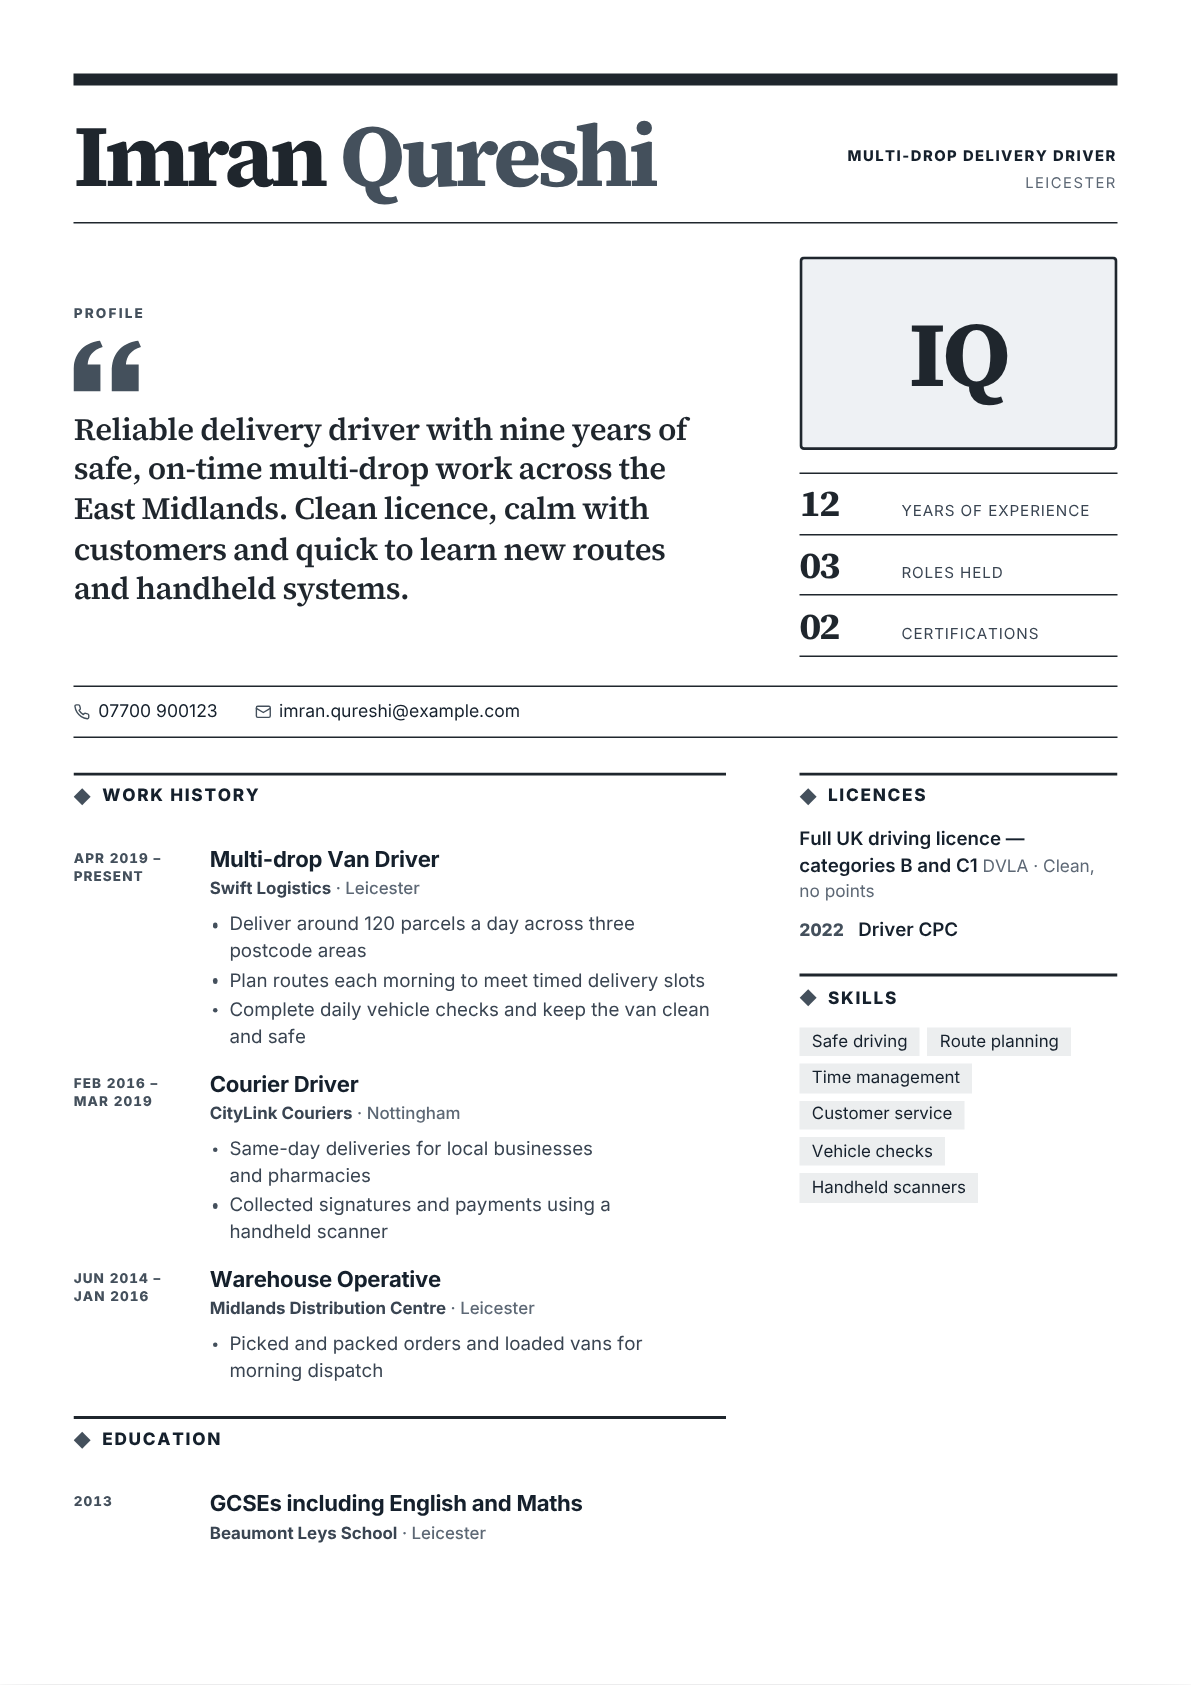 Imran Qureshi
MULTI-DROP DELIVERY DRIVER
LEICESTER
PROFILE
“
Reliable delivery driver with nine years of
safe, on-time multi-drop work across the
East Midlands. Clean licence, calm with
customers and quick to learn new routes
and handheld systems.
IQ
12 YEARS OF EXPERIENCE
03 ROLES HELD
02 CERTIFICATIONS
07700 900123 imran.qureshi@example.com
WORK HISTORY
APR 2019 –
PRESENT
Multi-drop Van Driver
Swift Logistics · Leicester
• Deliver around 120 parcels a day across three
postcode areas
• Plan routes each morning to meet timed delivery slots
• Complete daily vehicle checks and keep the van clean
and safe
FEB 2016 –
MAR 2019
Courier Driver
CityLink Couriers · Nottingham
• Same-day deliveries for local businesses
and pharmacies
• Collected signatures and payments using a
handheld scanner
JUN 2014 –
JAN 2016
Warehouse Operative
Midlands Distribution Centre · Leicester
• Picked and packed orders and loaded vans for
morning dispatch
EDUCATION
2013
GCSEs including English and Maths
Beaumont Leys School · Leicester
LICENCES
Full UK driving licence —
categories B and C1 DVLA · Clean,
no points
2022 Driver CPC
SKILLS
Safe driving Route planning
Time management
Customer service
Vehicle checks
Handheld scanners